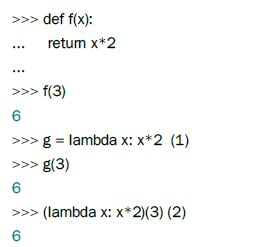 >>> def f(x):
...     return x*2
...
>>> f(3)
6
>>> g = lambda x: x*2  (1)
>>> g(3)
6
>>> (lambda x: x*2)(3) (2)
6